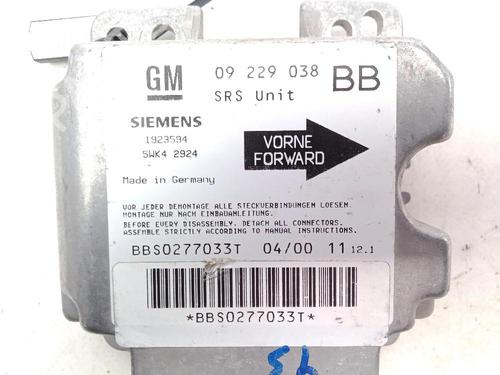 GM 09 229 038 BB
SRS Unit
SIEMENS
1923594
5WK4 2924
VORNE
FORWARD
Made in Germany
VOR JEDER DEMONTAGE ALLE STECKVERBINDUNGEN LOESEN.
MONTAGE NUR NACH EINBAUANLEITUNG.
BEFORE EVERY DISASSEMBLY, DETACH ALL CONNECTORS.
ASSEMBLE STRICTLY ACCORDING TO MANUAL INSTRUCTIONS.
BBS0277033T 04/00 11 12.1
*BBS0277033T*